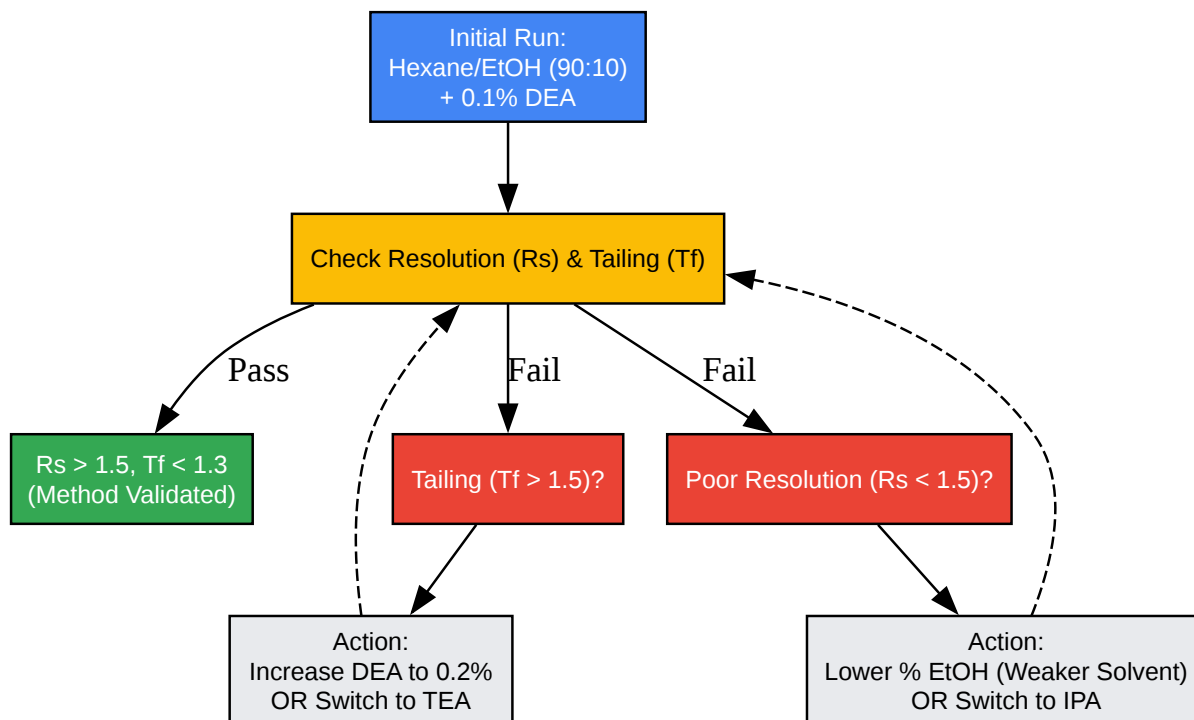 Initial Run:
Hexane/EtOH (90:10)
+ 0.1% DEA
Check Resolution (Rs) & Tailing (Tf)
Pass
Fail
Fail
Rs > 1.5, Tf < 1.3
(Method Validated)
Tailing (Tf > 1.5)?
Poor Resolution (Rs < 1.5)?
Action:
Increase DEA to 0.2%
OR Switch to TEA
Action:
Lower % EtOH (Weaker Solvent)
OR Switch to IPA